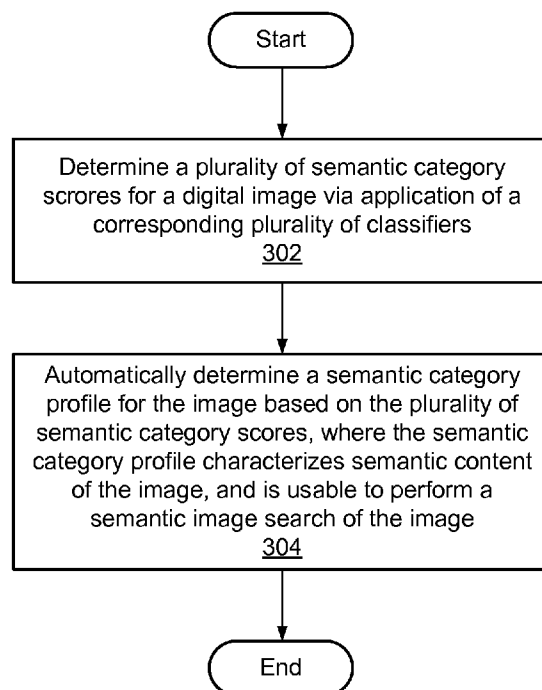 Start
Determine a plurality of semantic category
scrores for a digital image via application of a
corresponding plurality of classifiers
302
Automatically determine a semantic category
profile for the image based on the plurality of
semantic category scores, where the semantic
category profile characterizes semantic content
of the image, and is usable to perform a
semantic image search of the image
304
End